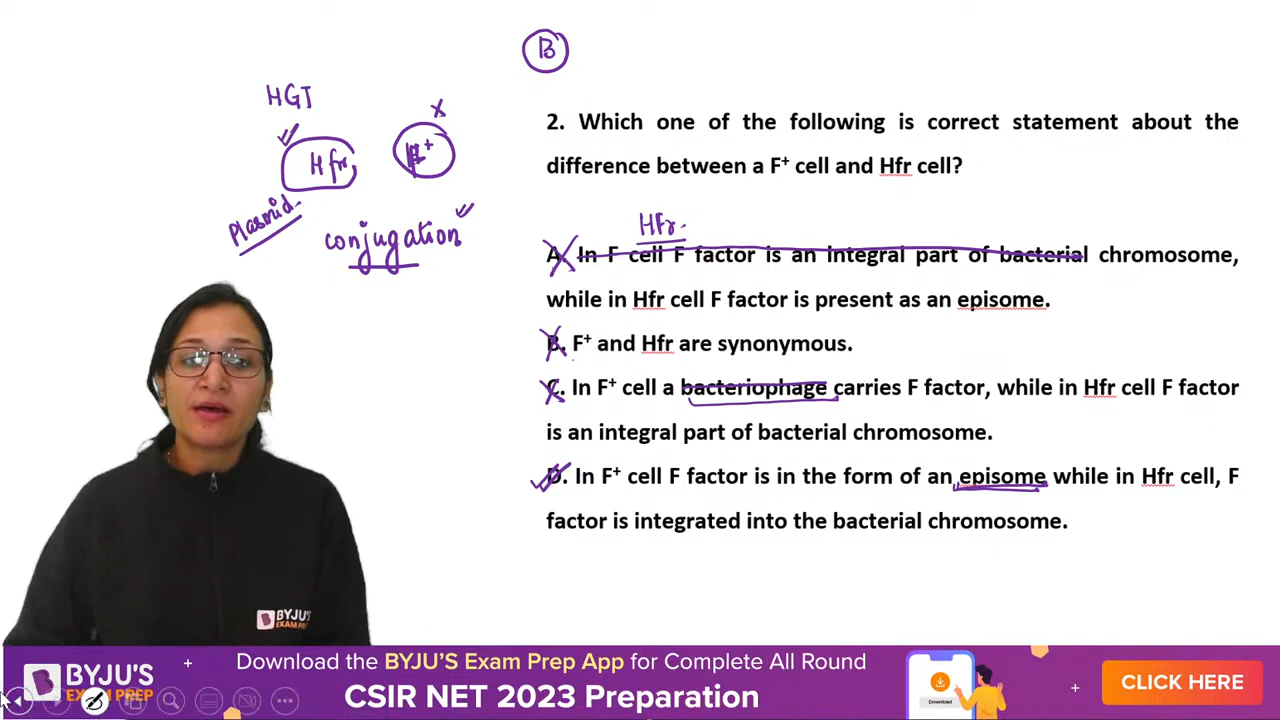 B
HGT
Hfr
Plasmid
conjugation
2. Which one of the following is correct statement about the
difference between a F⁺ cell and Hfr cell?
Hfr
A. In F cell F factor is an integral part of bacterial chromosome,
while in Hfr cell F factor is present as an episome.
B. F⁺ and Hfr are synonymous.
C. In F⁺ cell a bacteriophage carries F factor, while in Hfr cell F factor
is an integral part of bacterial chromosome.
D. In F⁺ cell F factor is in the form of an episome while in Hfr cell, F
factor is integrated into the bacterial chromosome.
BYJU'S
EXAM PREP
BYJU'S
EXAM PREP
Download the BYJU'S Exam Prep App for Complete All Round
CSIR NET 2023 Preparation
Download
CLICK HERE